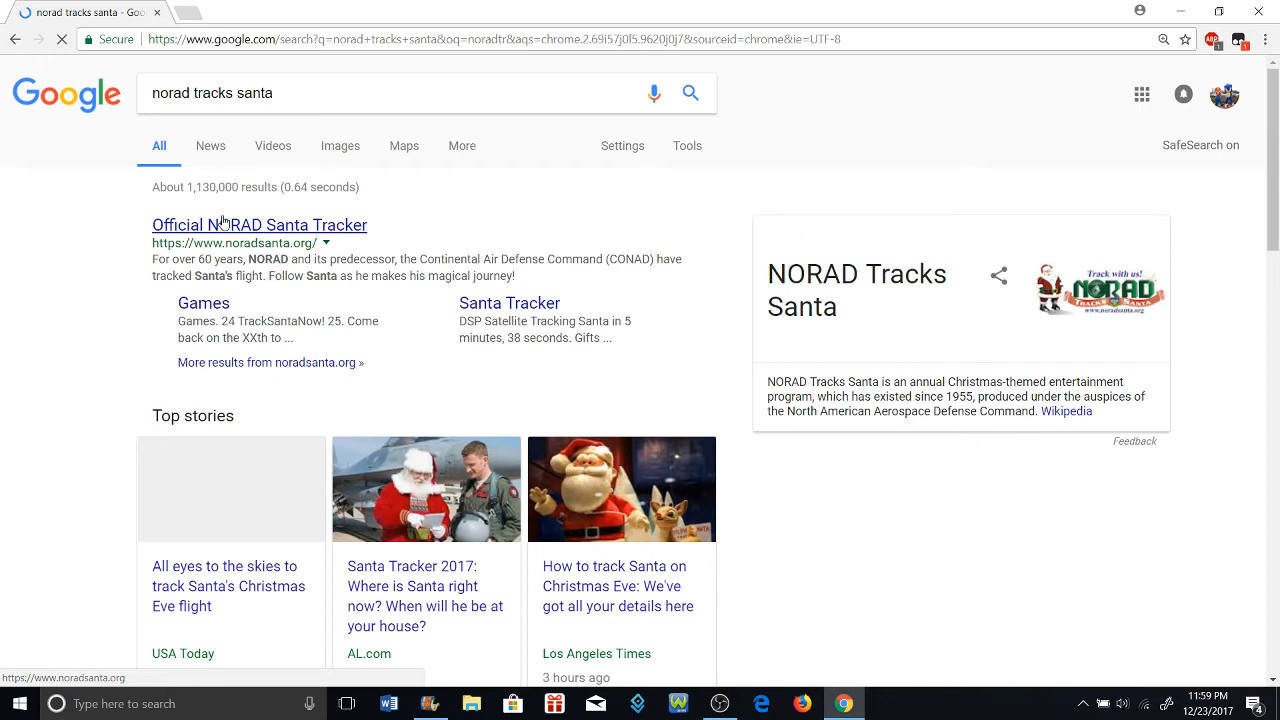 norad tracks santa - Goo
Secure
https://www.google.com/search?q=norad+tracks+santa&oq=noradtr&aqs=chrome.2.69i57j0l5.9620j0j7&sourceid=chrome&ie=UTF-8
ABP
1
1
Google
norad tracks santa
All
News
Videos
Images
Maps
More
Settings
Tools
SafeSearch on
About 1,130,000 results (0.64 seconds)
Official NORAD Santa Tracker
https://www.noradsanta.org/
For over 60 years, NORAD and its predecessor, the Continental Air Defense Command (CONAD) have
tracked Santa's flight. Follow Santa as he makes his magical journey!
Games
Games. 24 TrackSantaNow! 25. Come
back on the XXth to ...
Santa Tracker
DSP Satellite Tracking Santa in 5
minutes, 38 seconds. Gifts ...
More results from noradsanta.org »
NORAD Tracks
Santa
Track with us!
NORAD
TRACKS SANTA
www.noradsanta.org
NORAD Tracks Santa is an annual Christmas-themed entertainment
program, which has existed since 1955, produced under the auspices of
the North American Aerospace Defense Command. Wikipedia
Feedback
Top stories
All eyes to the skies to
track Santa's Christmas
Eve flight
USA Today
Santa Tracker 2017:
Where is Santa right
now? When will he be at
your house?
AL.com
How to track Santa on
Christmas Eve: We've
got all your details here
Los Angeles Times
3 hours ago
https://www.noradsanta.org
Type here to search
11:59 PM
12/23/2017
4